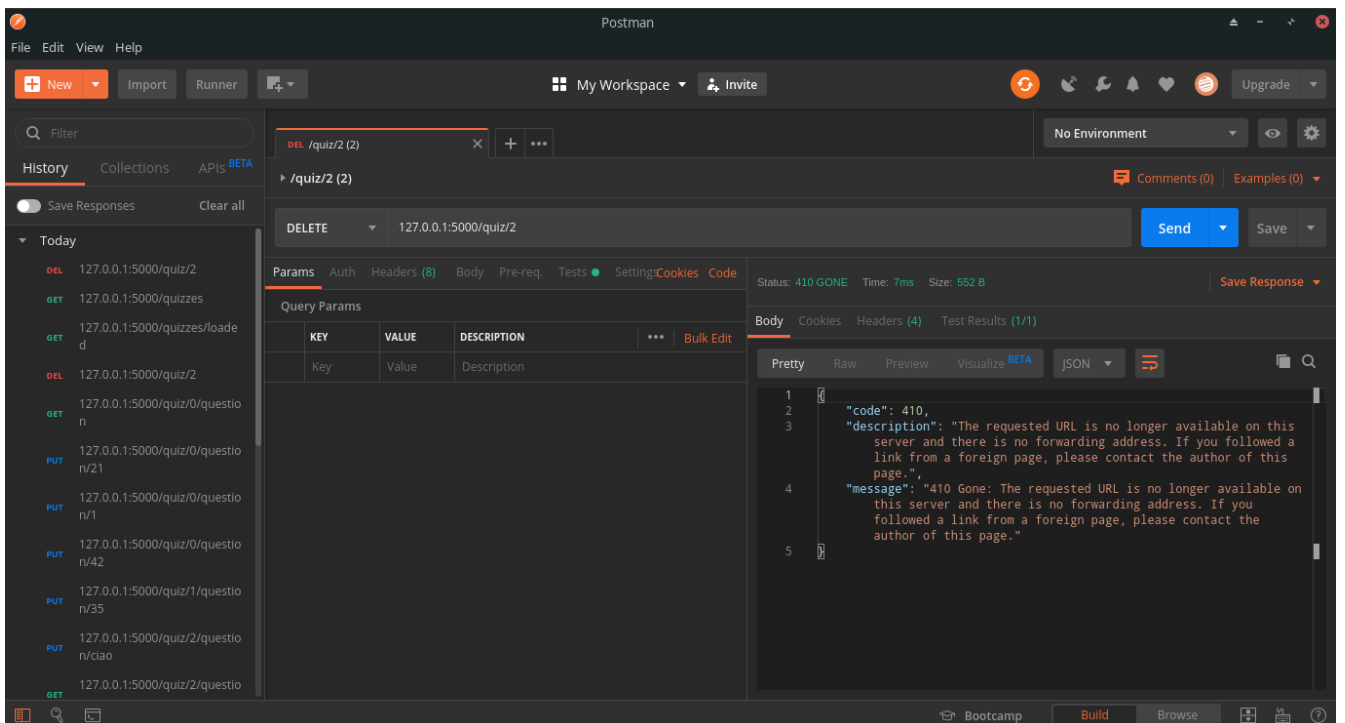 Postman
File Edit View Help
New Import Runner My Workspace Invite Upgrade
Filter
History Collections APIs BETA
Save Responses Clear all
Today
DEL 127.0.0.1:5000/quiz/2
GET 127.0.0.1:5000/quizzes
GET 127.0.0.1:5000/quizzes/loade
d
DEL 127.0.0.1:5000/quiz/2
GET 127.0.0.1:5000/quiz/0/questio
n
PUT 127.0.0.1:5000/quiz/0/questio
n/21
PUT 127.0.0.1:5000/quiz/0/questio
n/1
PUT 127.0.0.1:5000/quiz/0/questio
n/42
PUT 127.0.0.1:5000/quiz/1/questio
n/35
PUT 127.0.0.1:5000/quiz/2/questio
n/ciao
GET 127.0.0.1:5000/quiz/2/questio
DEL /quiz/2 (2)
No Environment
/quiz/2 (2)
Comments (0) Examples (0)
DELETE 127.0.0.1:5000/quiz/2 Send Save
Params Auth Headers (8) Body Pre-req. Tests Settings Cookies Code
Query Params
KEY VALUE DESCRIPTION Bulk Edit
Key Value Description
Status: 410 GONE Time: 7ms Size: 552 B Save Response
Body Cookies Headers (4) Test Results (1/1)
Pretty Raw Preview Visualize BETA JSON
1 {
2 "code": 410,
3 "description": "The requested URL is no longer available on this
server and there is no forwarding address. If you followed a
link from a foreign page, please contact the author of this
page.",
4 "message": "410 Gone: The requested URL is no longer available on
this server and there is no forwarding address. If you
followed a link from a foreign page, please contact the
author of this page."
5 }
Bootcamp Build Browse